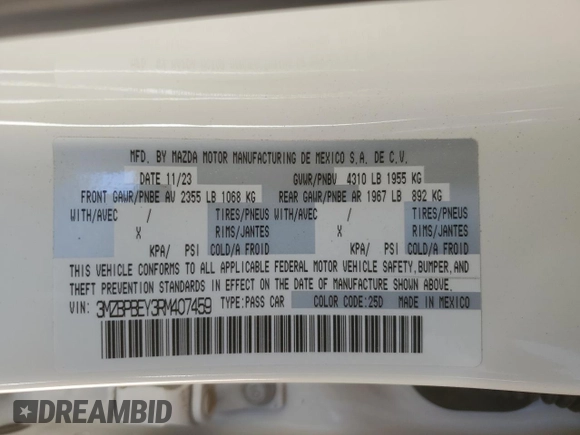 MFD. BY MAZDA MOTOR MANUFACTURING DE MEXICO S.A. DE C.V.
DATE 11/23 GVWR/PNBV 4310 LB 1955 KG
FRONT GAWR/PNBE AV 2355 LB 1068 KG REAR GAWR/PNBE AR 1967 LB 892 KG
WITH/AVEC / TIRES/PNEUS WITH/AVEC / TIRES/PNEUS
X RIMS/JANTES X RIMS/JANTES
KPA/ PSI COLD/A FROID KPA/ PSI COLD/A FROID
THIS VEHICLE CONFORMS TO ALL APPLICABLE FEDERAL MOTOR VEHICLE SAFETY, BUMPER, AND
THEFT PREVENTION STANDARDS IN EFFECT ON THE DATE OF MANUFACTURE SHOWN ABOVE.
VIN: 3MZBPBEY3RM407459 TYPE:PASS CAR COLOR CODE:25D MADE IN MEXICO
DREAMBID